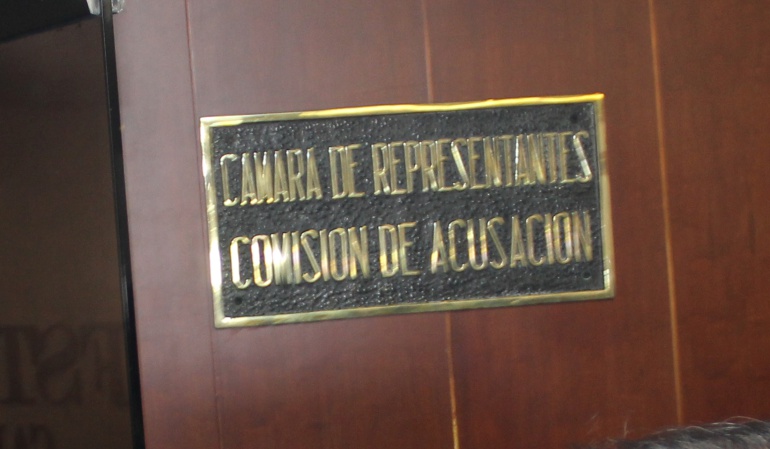 CAMARA DE REPRESENTANTES
COMISION DE ACUSACION